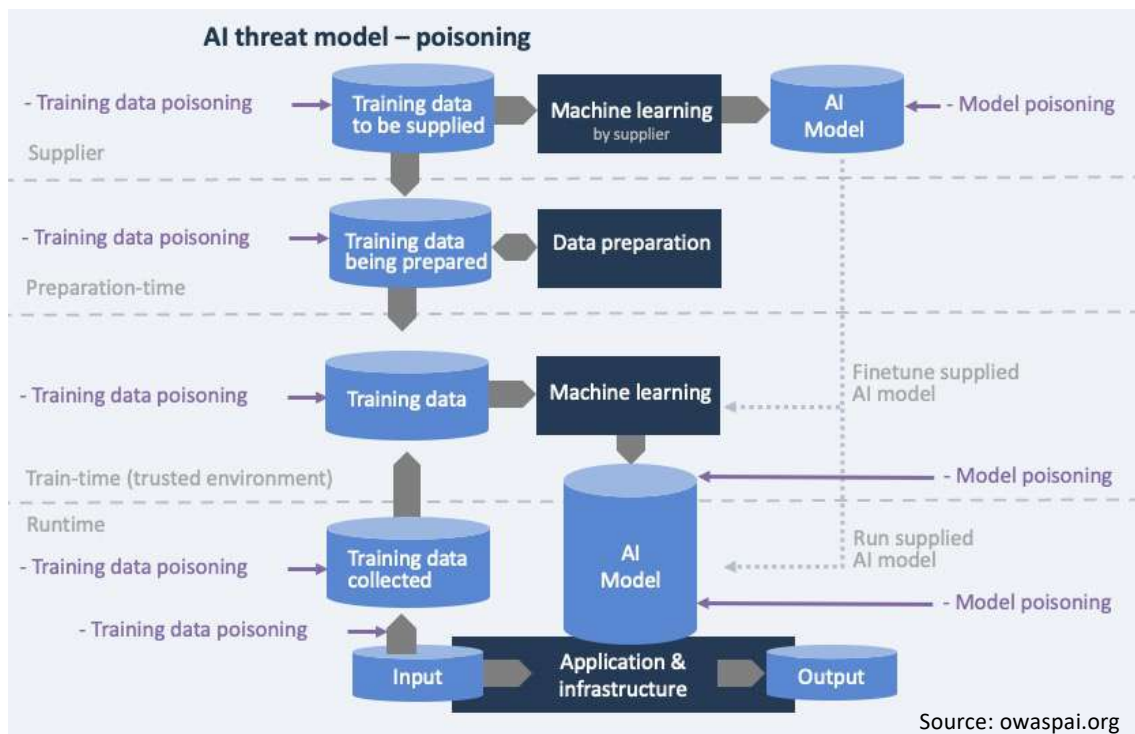 AI threat model – poisoning
- Training data poisoning
Training data
to be supplied
Machine learning
by supplier
AI
Model
- Model poisoning
Supplier
- Training data poisoning
Training data
being prepared
Data preparation
Preparation-time
- Training data poisoning
Training data
Machine learning
Finetune supplied
AI model
Train-time (trusted environment)
- Model poisoning
Runtime
- Training data poisoning
Training data
collected
AI
Model
Run supplied
AI model
- Model poisoning
- Training data poisoning
Input
Application &
infrastructure
Output
Source: owaspai.org